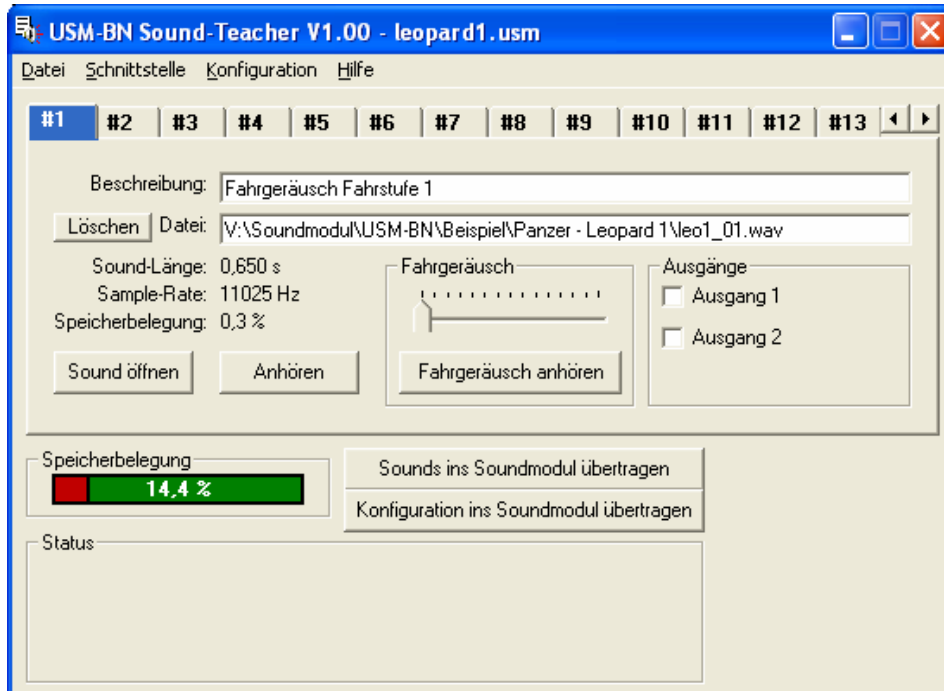 USM-BN Sound-Teacher V1.00 - leopard1.usm
Datei Schnittstelle Konfiguration Hilfe
#1 #2 #3 #4 #5 #6 #7 #8 #9 #10 #11 #12 #13
Beschreibung: Fahrgeräusch Fahrstufe 1
Löschen Datei: V:\Soundmodul\USM-BN\Beispiel\Panzer - Leopard 1\leo1_01.wav
Sound-Länge: 0,650 s
Sample-Rate: 11025 Hz
Speicherbelegung: 0,3 %
Sound öffnen Anhören
Fahrgeräusch
Fahrgeräusch anhören
Ausgänge
Ausgang 1
Ausgang 2
Speicherbelegung
14,4 %
Sounds ins Soundmodul übertragen
Konfiguration ins Soundmodul übertragen
Status